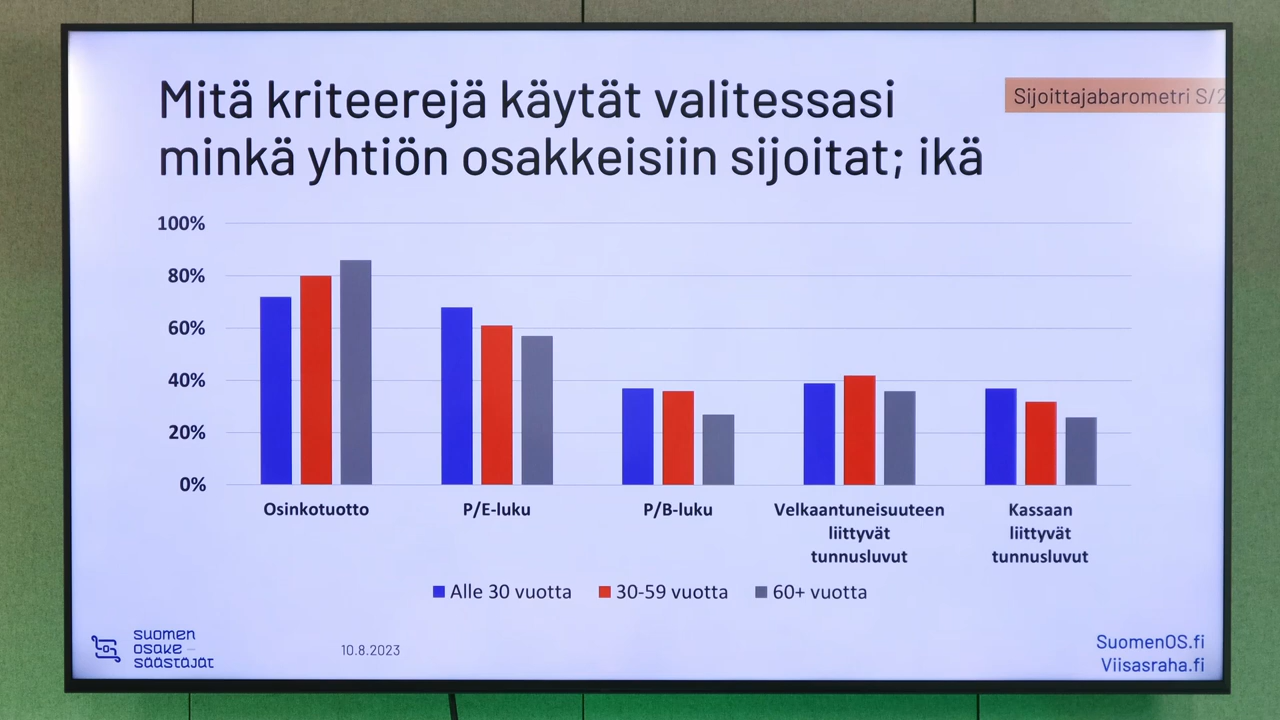 Mitä kriteerejä käytät valitessasi
minkä yhtiön osakkeisiin sijoitat; ikä
Sijoittajabarometri S/2
100%
80%
60%
40%
20%
0%
Osinkotuotto
P/E-luku
P/B-luku
Velkaantuneisuuteen
liittyvät
tunnusluvut
Kassaan
liittyvät
tunnusluvut
Alle 30 vuotta
30-59 vuotta
60+ vuotta
suomen
osake
säästäjät
10.8.2023
SuomenOS.fi
Viisasraha.fi